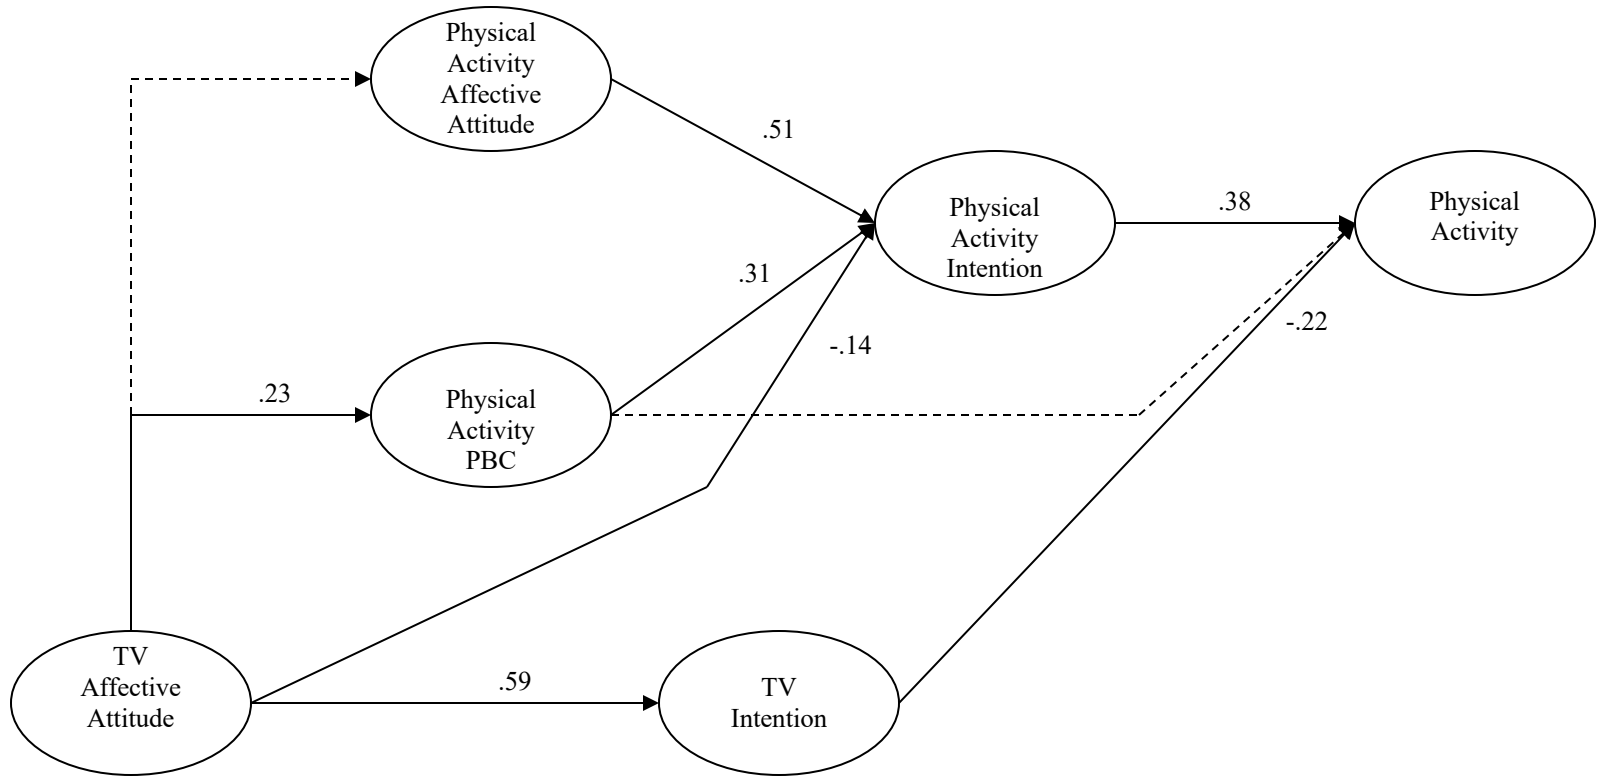 Physical
Activity
Affective
Attitude
.51
Physical
Activity
Intention
.38
Physical
Activity
.31
-.14
-.22
.23
Physical
Activity
PBC
TV
Affective
Attitude
.59
TV
Intention